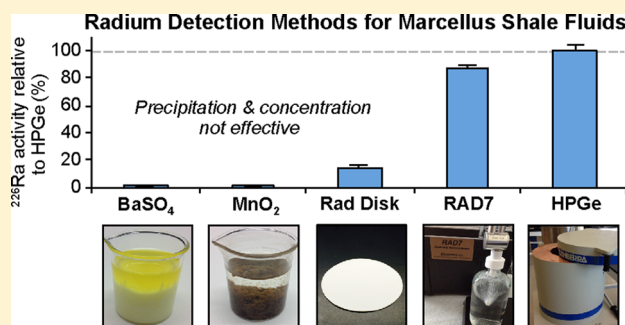 Radium Detection Methods for Marcellus Shale Fluids
²²⁶Ra activity relative
to HPGe (%)
100
80
60
40
20
0
Precipitation & concentration
not effective
BaSO₄ MnO₂ Rad Disk RAD7 HPGe
RAD7